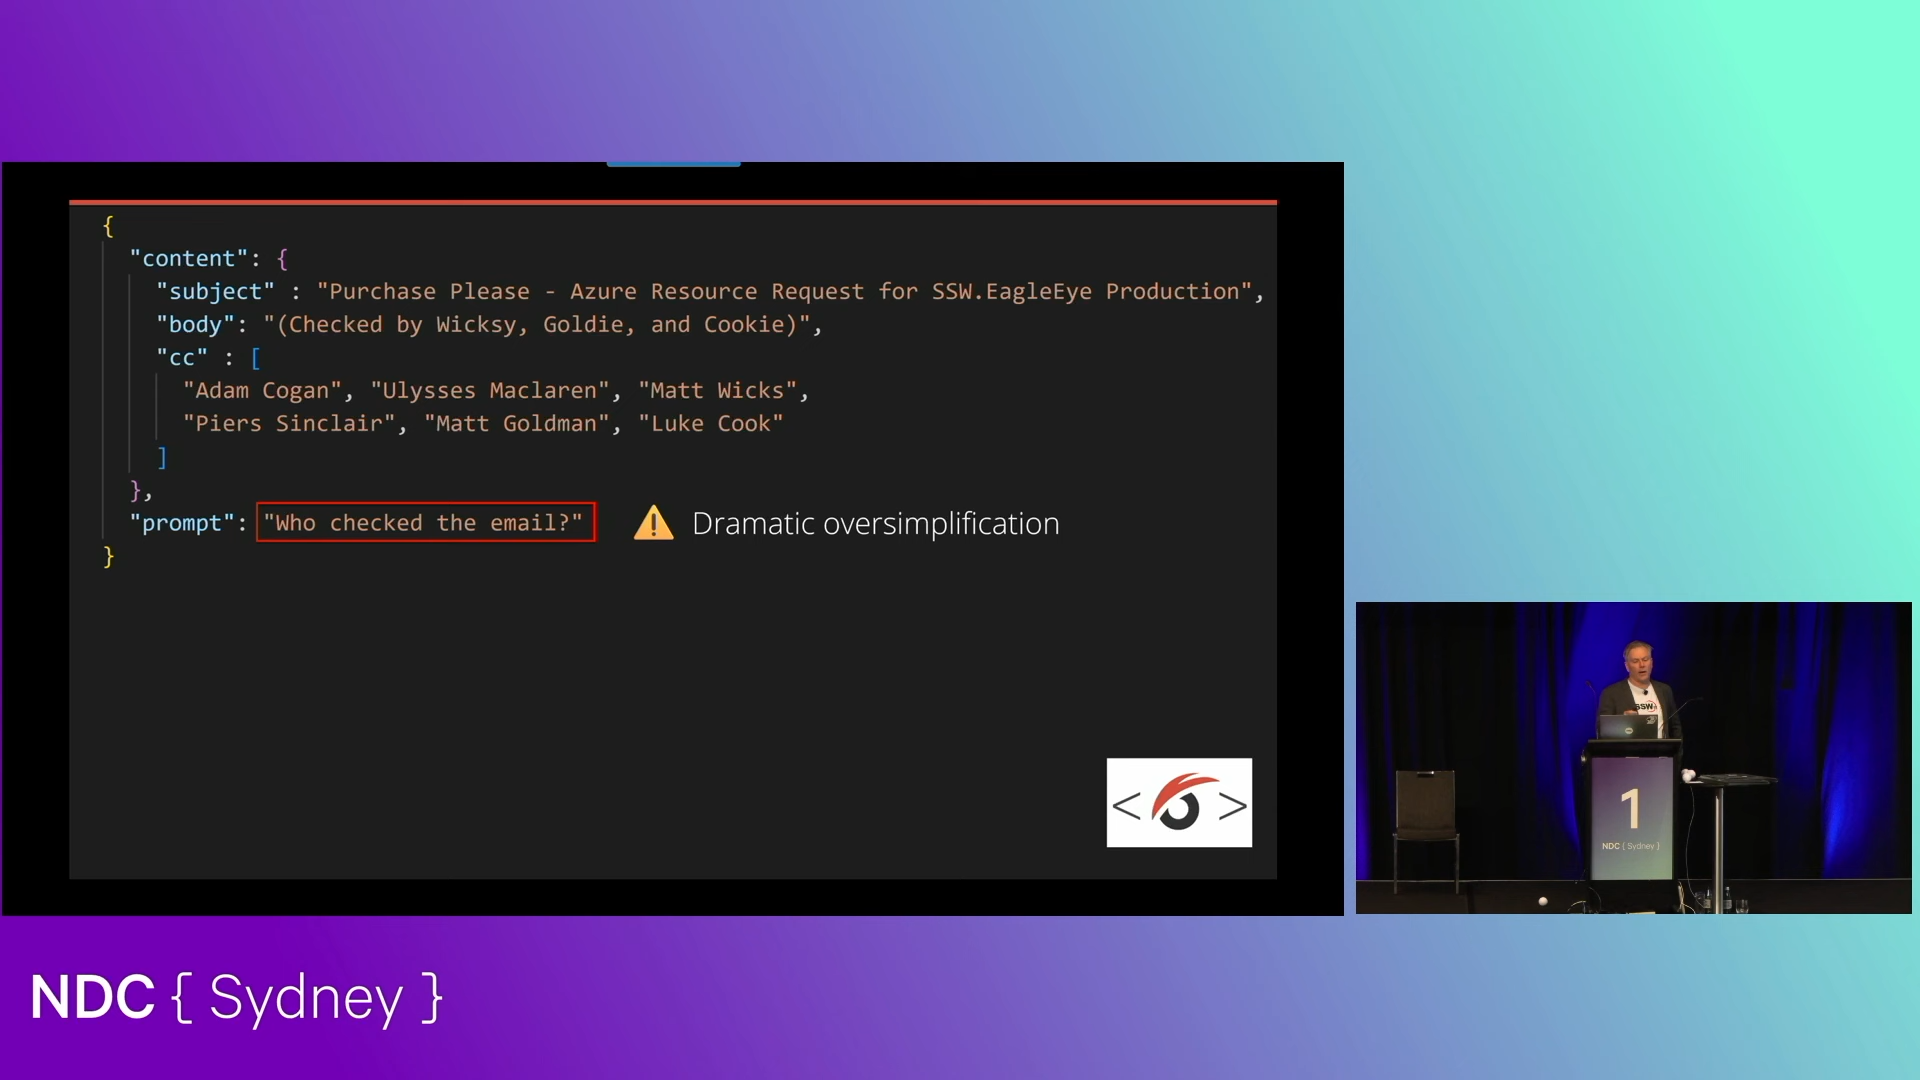 {
"content": {
"subject" : "Purchase Please - Azure Resource Request for SSW.EagleEye Production",
"body": "(Checked by Wicksy, Goldie, and Cookie)",
"cc" : [
"Adam Cogan", "Ulysses Maclaren", "Matt Wicks",
"Piers Sinclair", "Matt Goldman", "Luke Cook"
]
},
"prompt": "Who checked the email?" Dramatic oversimplification
}
< >
SSW
1
NDC { Sydney }
NDC { Sydney }